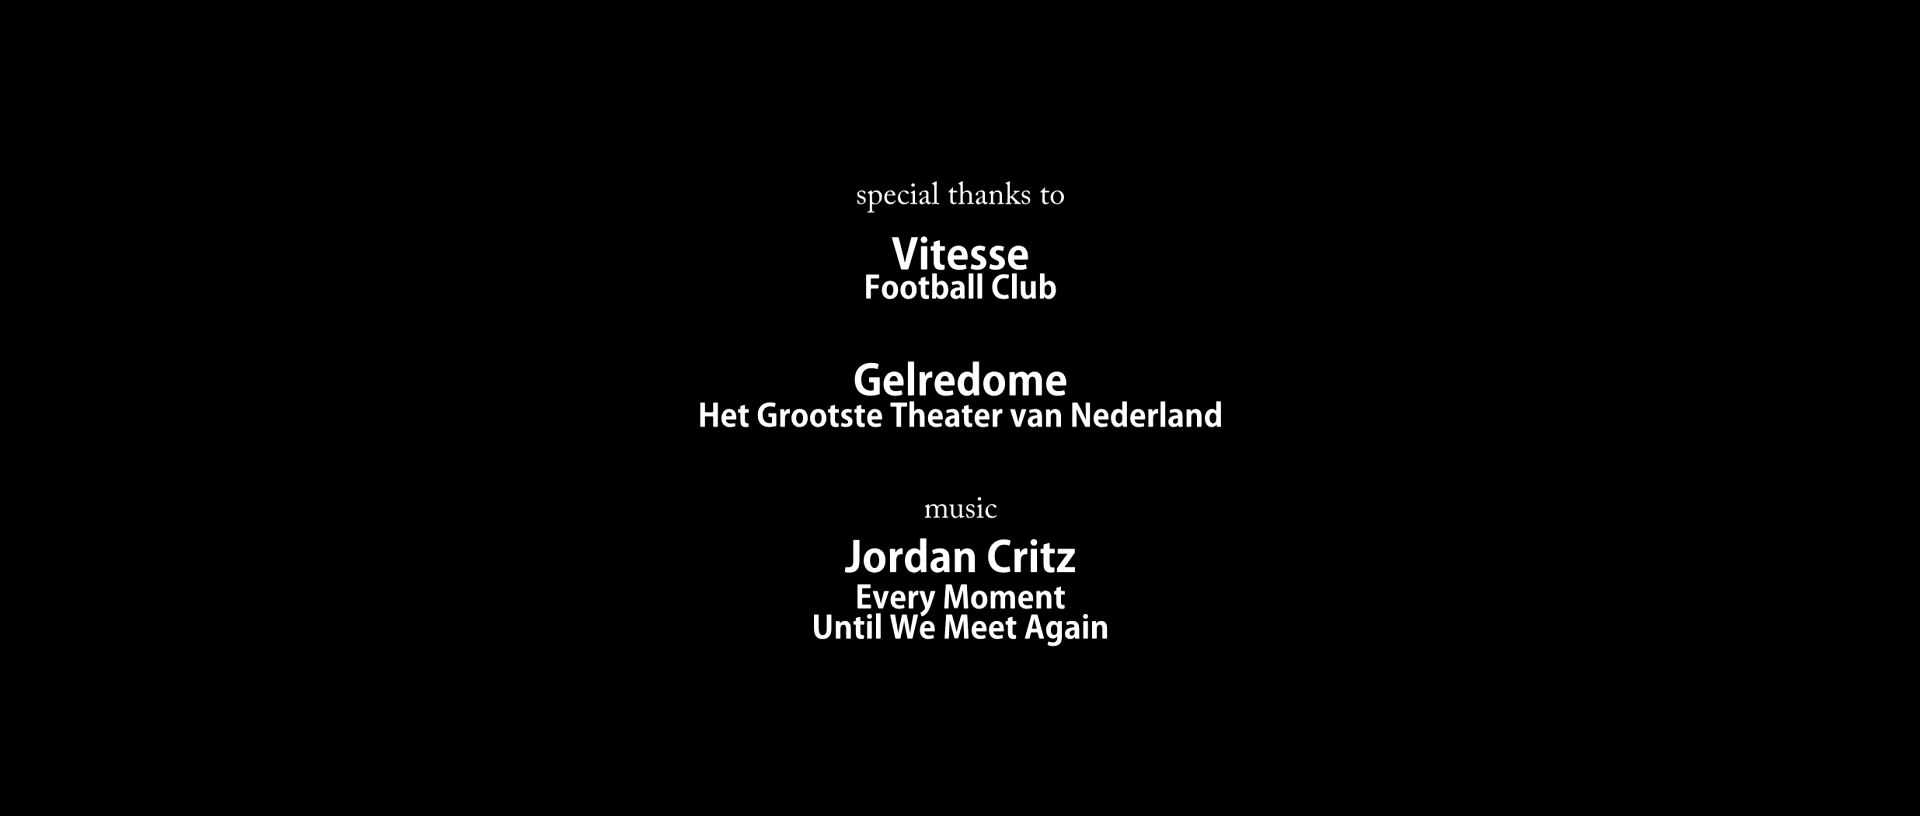 special thanks to
Vitesse
Football Club
Gelredome
Het Grootste Theater van Nederland
music
Jordan Critz
Every Moment
Until We Meet Again